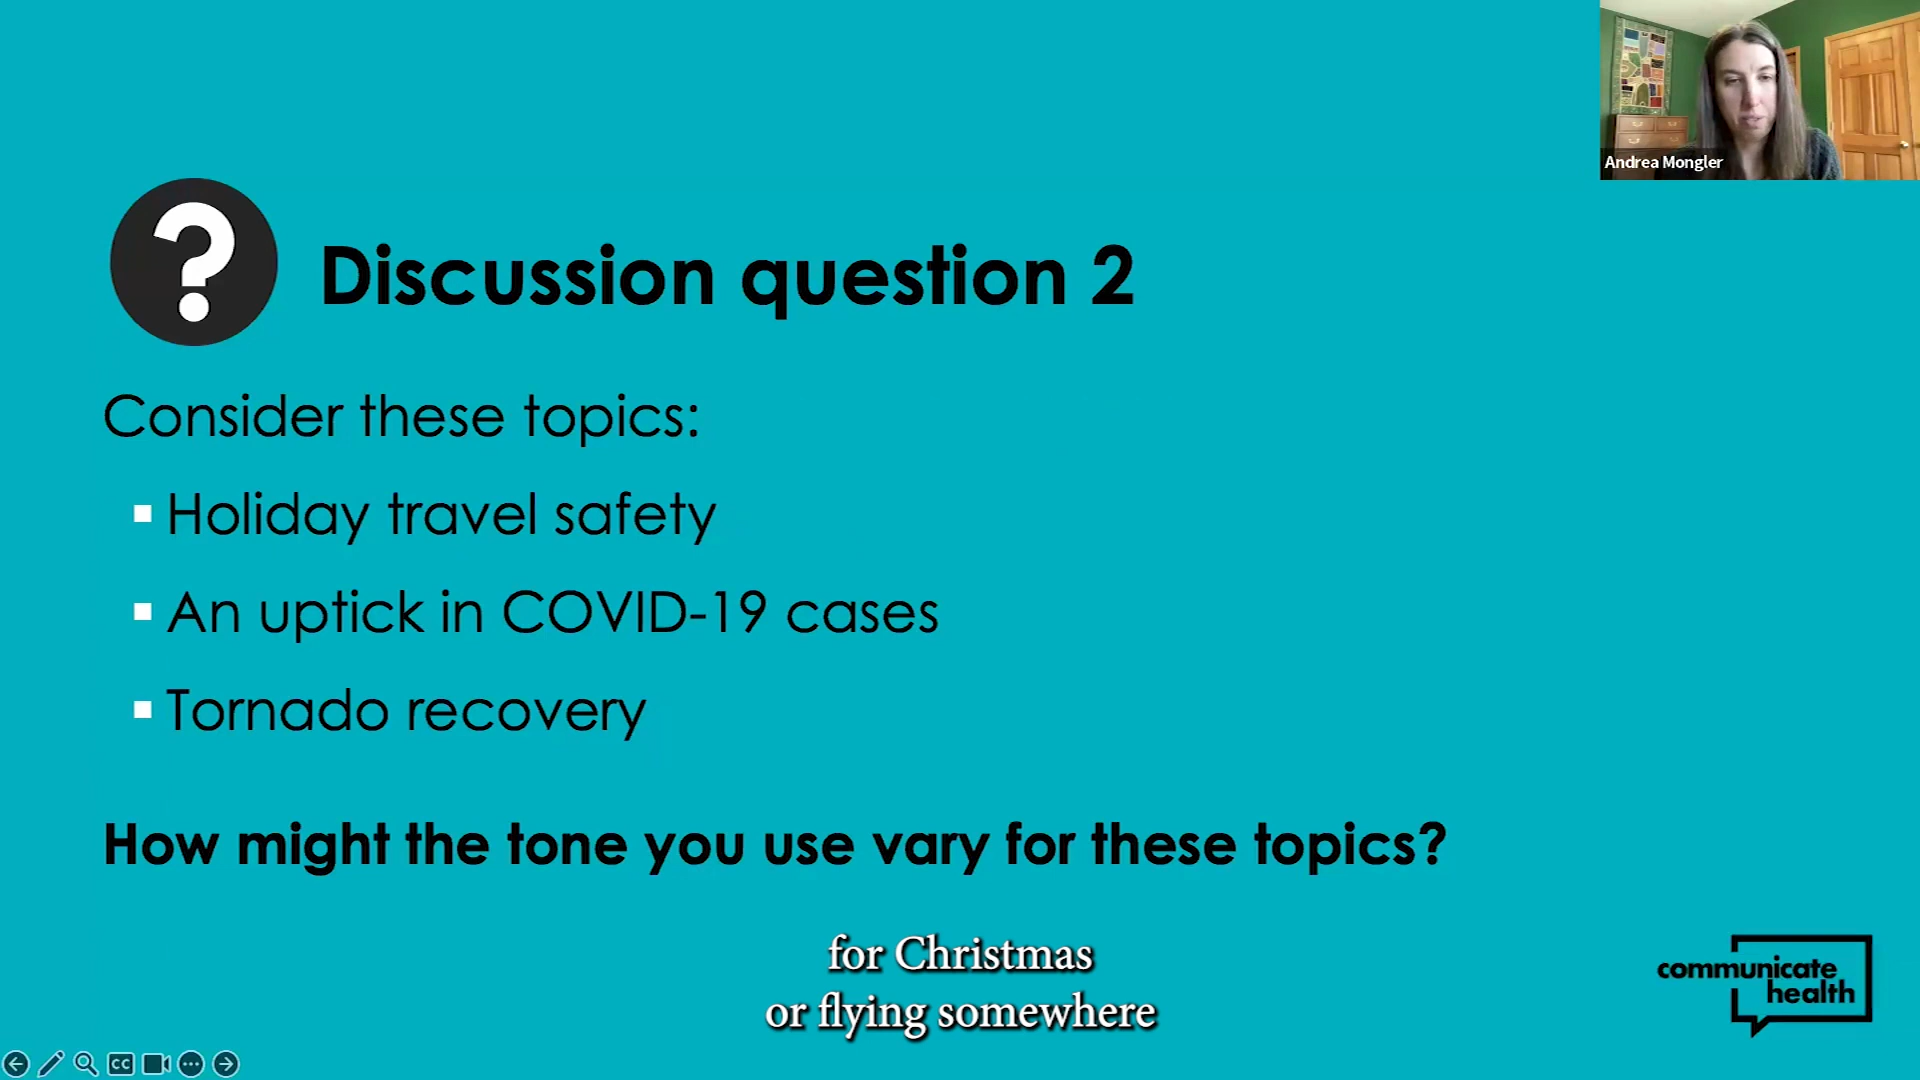 Andrea Mongler
?
Discussion question 2
Consider these topics:
Holiday travel safety
An uptick in COVID-19 cases
Tornado recovery
How might the tone you use vary for these topics?
for Christmas
or flying somewhere
communicate
health
CC